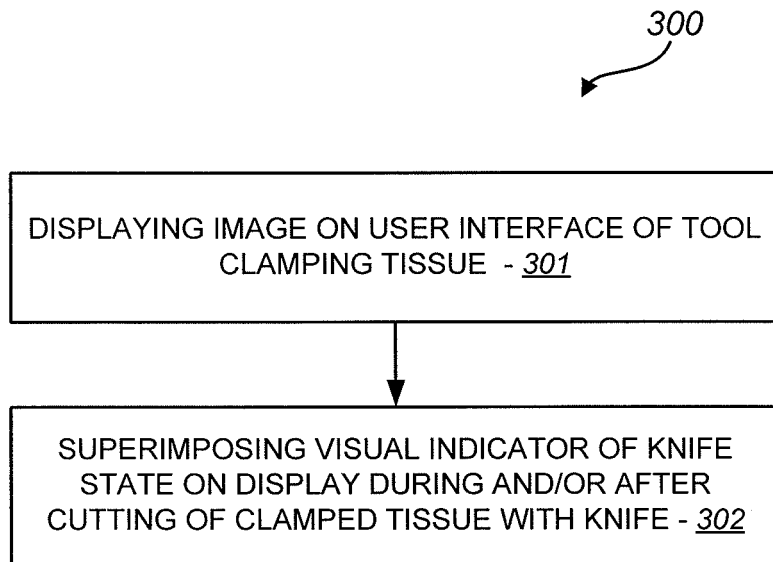 300
DISPLAYING IMAGE ON USER INTERFACE OF TOOL
CLAMPING TISSUE - 301
SUPERIMPOSING VISUAL INDICATOR OF KNIFE
STATE ON DISPLAY DURING AND/OR AFTER
CUTTING OF CLAMPED TISSUE WITH KNIFE - 302